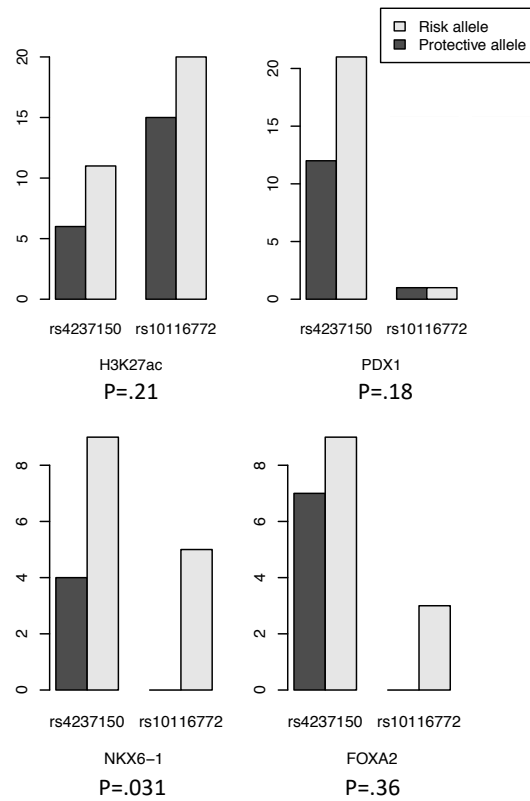 Risk allele
Protective allele
20
15
10
5
0
rs4237150 rs10116772
H3K27ac
P=.21
20
15
10
5
0
rs4237150 rs10116772
PDX1
P=.18
8
6
4
2
0
rs4237150 rs10116772
NKX6−1
P=.031
8
6
4
2
0
rs4237150 rs10116772
FOXA2
P=.36